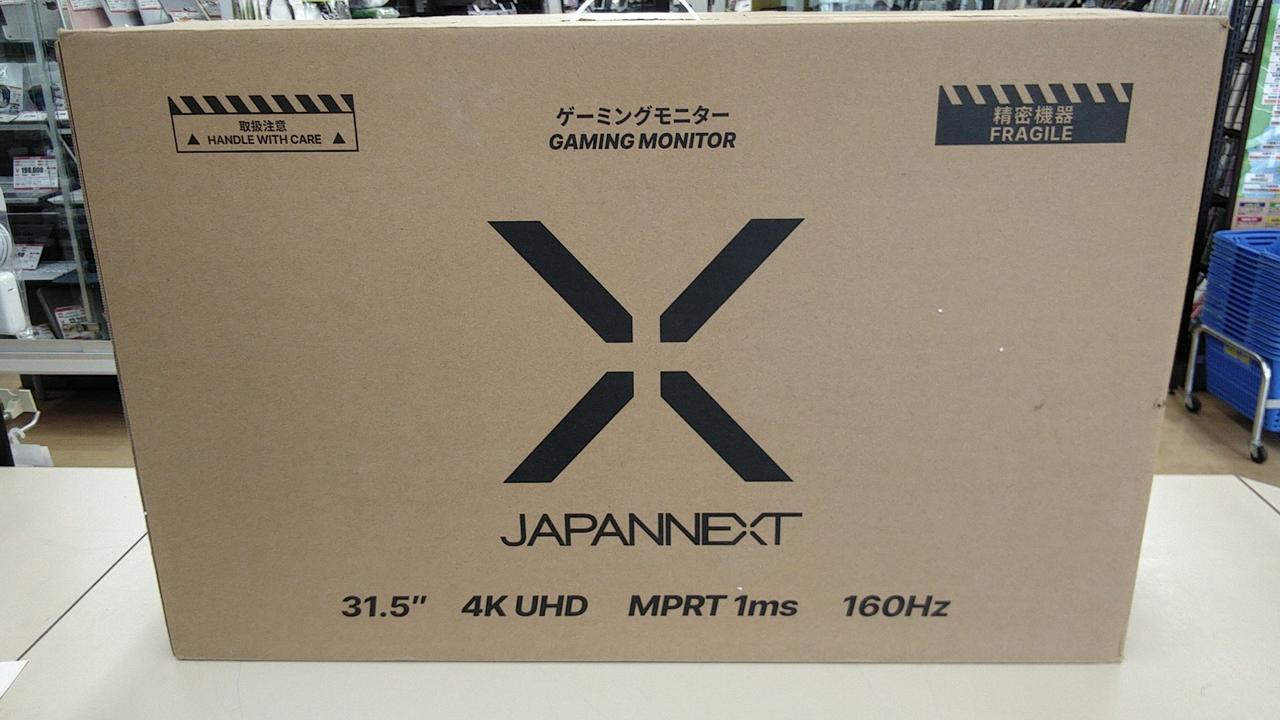 取扱注意
HANDLE WITH CARE
ゲーミングモニター
GAMING MONITOR
精密機器
FRAGILE
JAPANNEXT
31.5" 4K UHD MPRT 1ms 160Hz